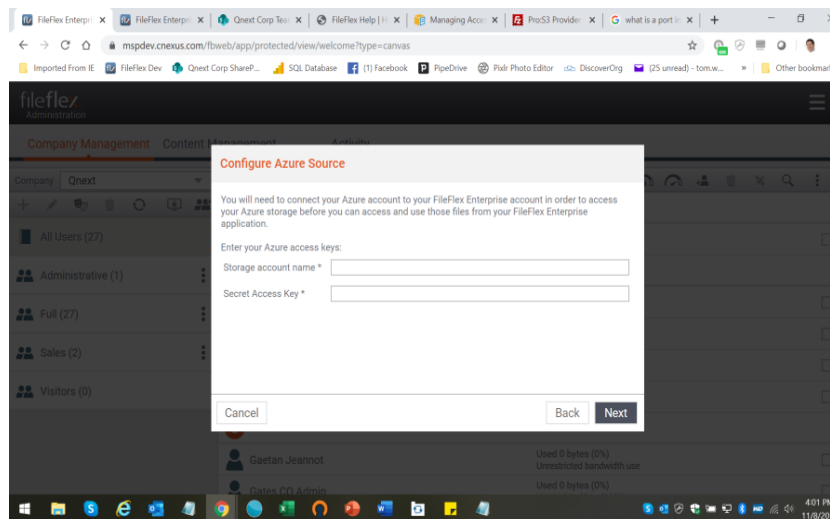 FileFlex Enterpri
FileFlex Enterpri
Qnext Corp Tea
FileFlex Help | H
Managing Acce
ProS3 Provider
what is a port in
mspdev.cnexus.com/fbweb/app/protected/view/welcome?type=canvas
Imported From IE
FileFlex Dev
Qnext Corp ShareP...
SQL Database
(1) Facebook
PipeDrive
Pixlr Photo Editor
DiscoverOrg
(25 unread) - tom.w...
»
Other bookmar
fileflex
Administration
Company Management
Content Management
Activity
Company
Qnext
All Users (27)
Administrative (1)
Full (27)
Sales (2)
Visitors (0)
Configure Azure Source
You will need to connect your Azure account to your FileFlex Enterprise account in order to access
your Azure storage before you can access and use those files from your FileFlex Enterprise
application.
Enter your Azure access keys:
Storage account name *
Secret Access Key *
Cancel
Back
Next
Gaetan Jeannot
Used 0 bytes (0%)
Unrestricted bandwidth use
Gates CO Admin
Used 0 bytes (0%)
4:01 PM
11/8/20